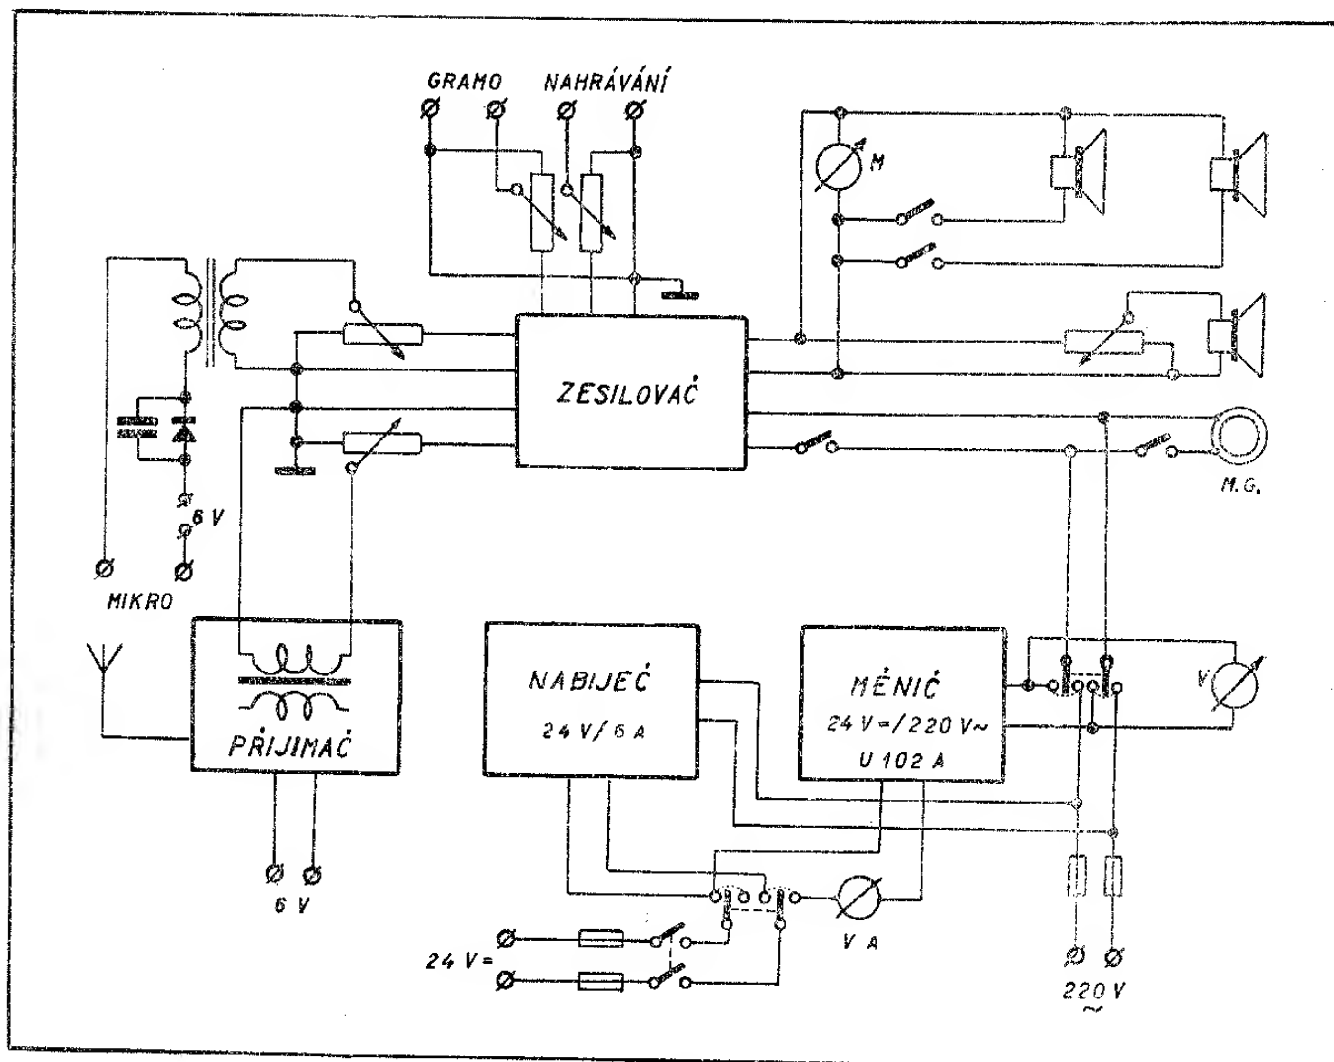 GRAMO
NAHRÁVÁNÍ
M
ZESILOVAČ
M.G.
6 V
MIKRO
PŘIJIMAČ
6 V
NABIJEČ
24 V/6 A
MĚNIČ
24 V=/220 V~
U 102 A
V
V A
24 V=
220 V
~